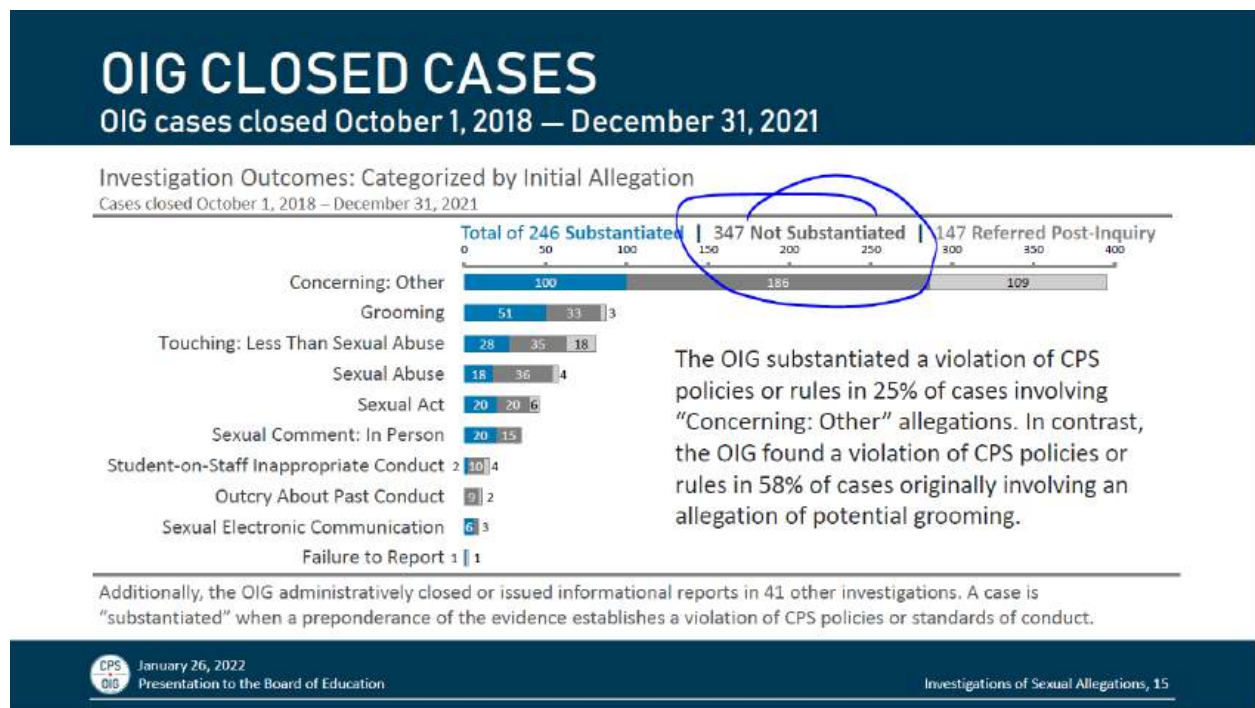 OIG CLOSED CASES
OIG cases closed October 1, 2018 — December 31, 2021
Investigation Outcomes: Categorized by Initial Allegation
Cases closed October 1, 2018 – December 31, 2021
Total of 246 Substantiated | 347 Not Substantiated | 147 Referred Post-Inquiry
0 50 100 150 200 250 300 350 400
Concerning: Other 100 186 109
Grooming 51 33 3
Touching: Less Than Sexual Abuse 28 35 18
Sexual Abuse 18 36 4
Sexual Act 20 20 6
Sexual Comment: In Person 20 15
Student-on-Staff Inappropriate Conduct 2 10 4
Outcry About Past Conduct 9 2
Sexual Electronic Communication 6 3
Failure to Report 1 1
The OIG substantiated a violation of CPS
policies or rules in 25% of cases involving
“Concerning: Other” allegations. In contrast,
the OIG found a violation of CPS policies or
rules in 58% of cases originally involving an
allegation of potential grooming.
Additionally, the OIG administratively closed or issued informational reports in 41 other investigations. A case is
“substantiated” when a preponderance of the evidence establishes a violation of CPS policies or standards of conduct.
CPS
OIG
January 26, 2022
Presentation to the Board of Education
Investigations of Sexual Allegations, 15